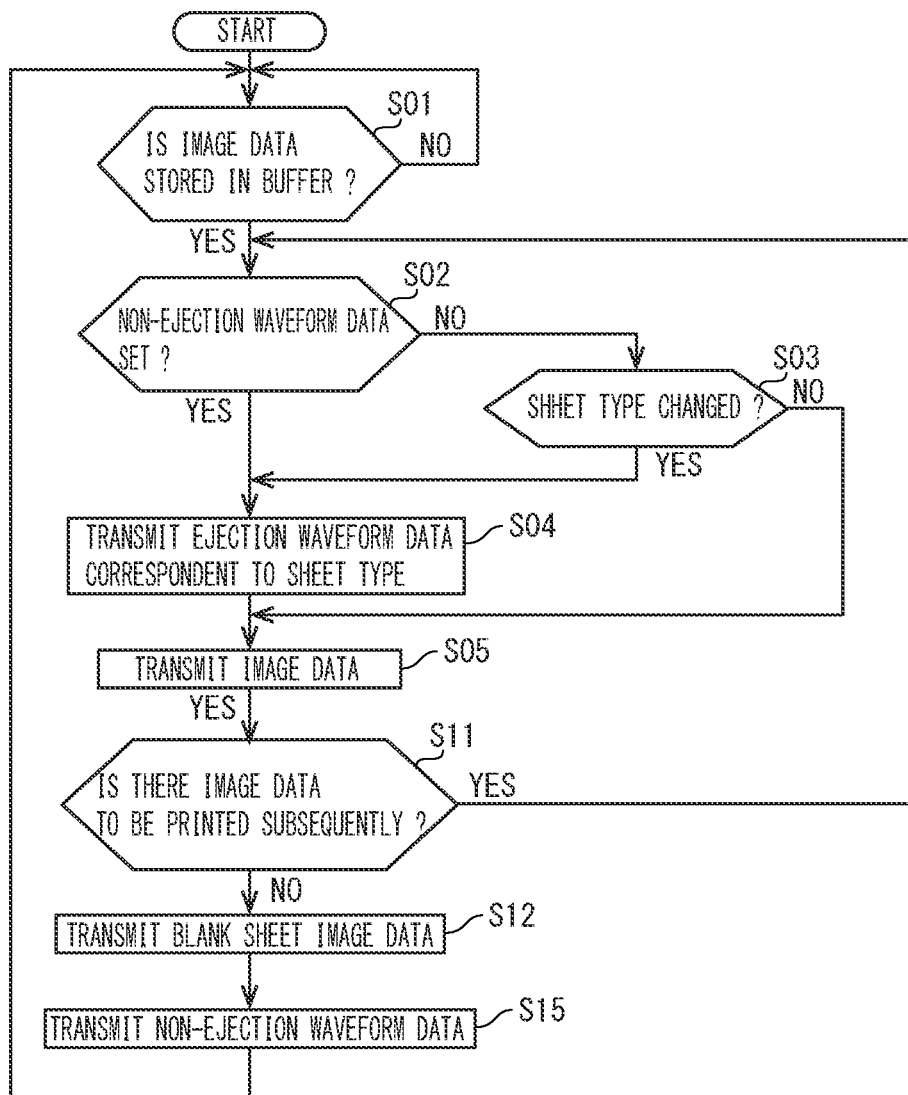 START
S01
IS IMAGE DATA
STORED IN BUFFER ?
NO
YES
S02
NON-EJECTION WAVEFORM DATA
SET ?
NO
YES
S03
SHHET TYPE CHANGED ?
NO
YES
S04
TRANSMIT EJECTION WAVEFORM DATA
CORRESPONDENT TO SHEET TYPE
S05
TRANSMIT IMAGE DATA
YES
S11
IS THERE IMAGE DATA
TO BE PRINTED SUBSEQUENTLY ?
YES
NO
S12
TRANSMIT BLANK SHEET IMAGE DATA
S15
TRANSMIT NON-EJECTION WAVEFORM DATA